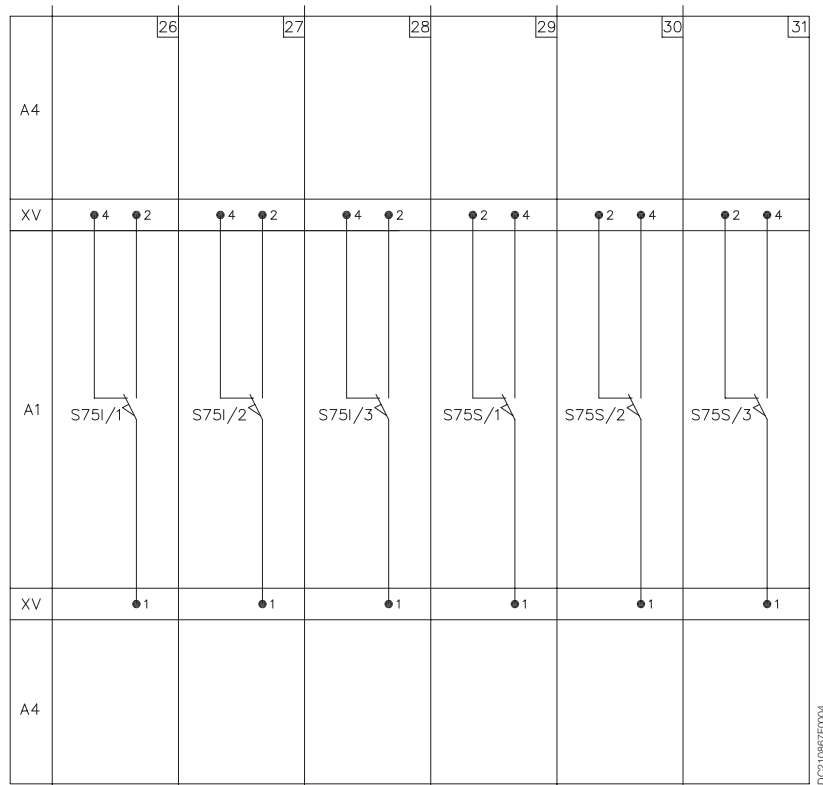 26 27 28 29 30 31
A4
XV 4 2 4 2 4 2 2 4 2 4 2 4
A1 S75I/1 S75I/2 S75I/3 S75S/1 S75S/2 S75S/3
XV 1 1 1 1 1 1
A4
DC210867F0004